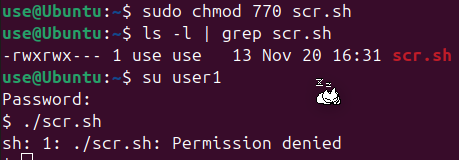 use@Ubuntu:~$ sudo chmod 770 scr.sh
use@Ubuntu:~$ ls -l | grep scr.sh
-rwxrwx--- 1 use use   13 Nov 20 16:31 scr.sh
use@Ubuntu:~$ su user1
Password:
$ ./scr.sh
sh: 1: ./scr.sh: Permission denied